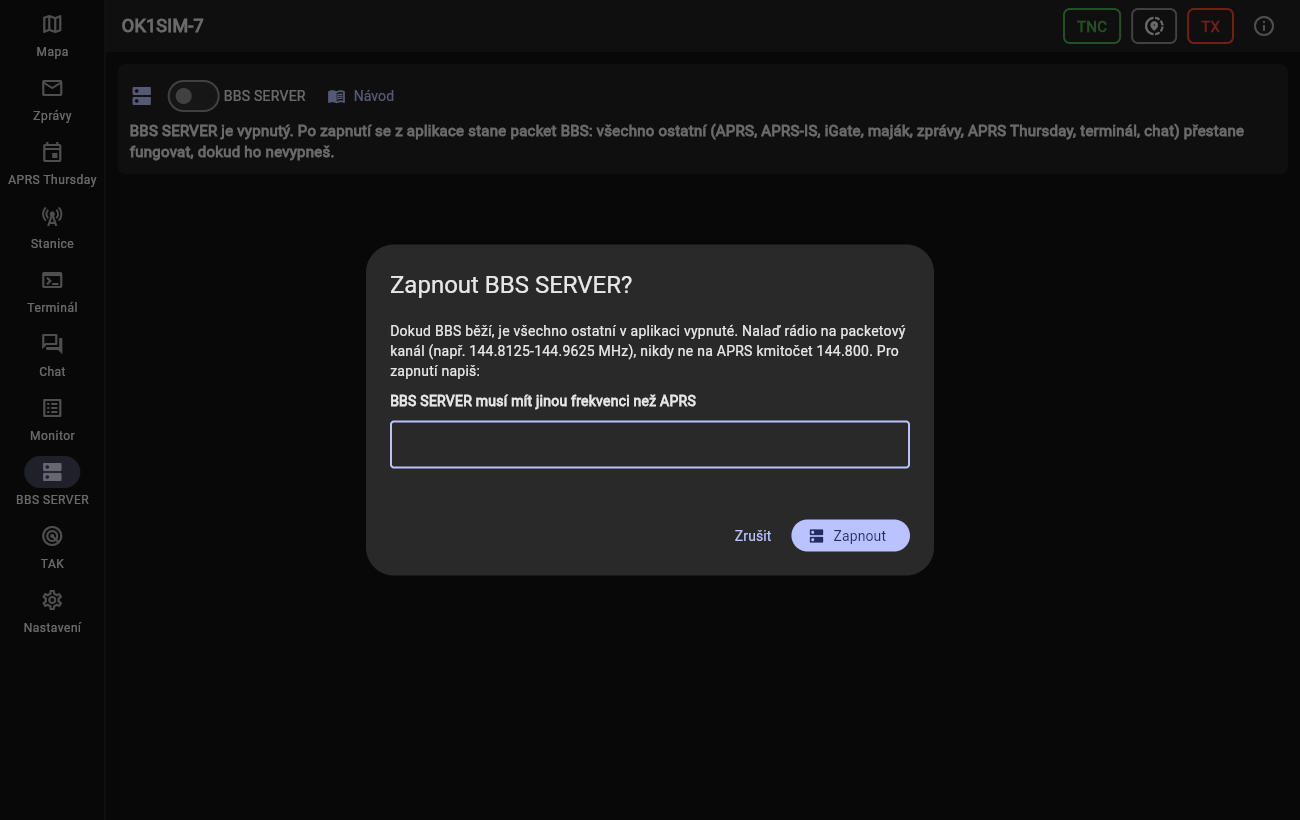 OK1SIM-7
TNC
TX
Mapa
Zprávy
APRS Thursday
Stanice
Terminál
Chat
Monitor
BBS SERVER
TAK
Nastavení
BBS SERVER
Návod
BBS SERVER je vypnutý. Po zapnutí se z aplikace stane packet BBS: všechno ostatní (APRS, APRS-IS, iGate, maják, zprávy, APRS Thursday, terminál, chat) přestane
fungovat, dokud ho nevypneš.
Zapnout BBS SERVER?
Dokud BBS běží, je všechno ostatní v aplikaci vypnuté. Nalaď rádio na packetový
kanál (např. 144.8125-144.9625 MHz), nikdy ne na APRS kmitočet 144.800. Pro
zapnutí napiš:
BBS SERVER musí mít jinou frekvenci než APRS
Zrušit
Zapnout